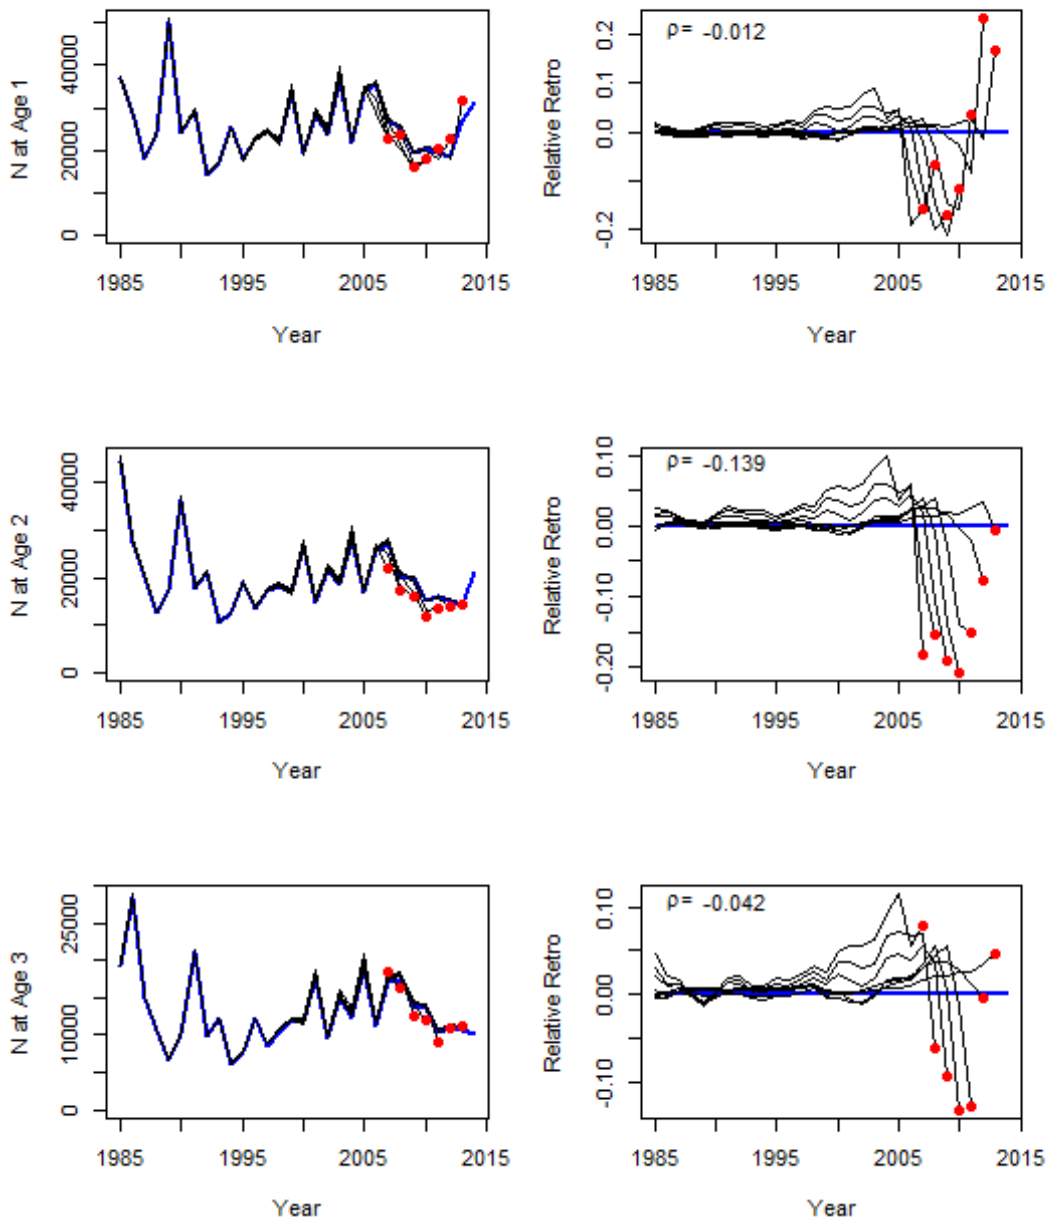 N at Age 1
0
20000
40000
1985
1995
2005
2015
Year
Relative Retro
-0.2
0.0
0.1
0.2
ρ= -0.012
1985
1995
2005
2015
Year
N at Age 2
0
20000
40000
1985
1995
2005
2015
Year
Relative Retro
-0.20
-0.10
0.00
0.10
ρ= -0.139
1985
1995
2005
2015
Year
N at Age 3
0
10000
25000
1985
1995
2005
2015
Year
Relative Retro
-0.10
0.00
0.10
ρ= -0.042
1985
1995
2005
2015
Year